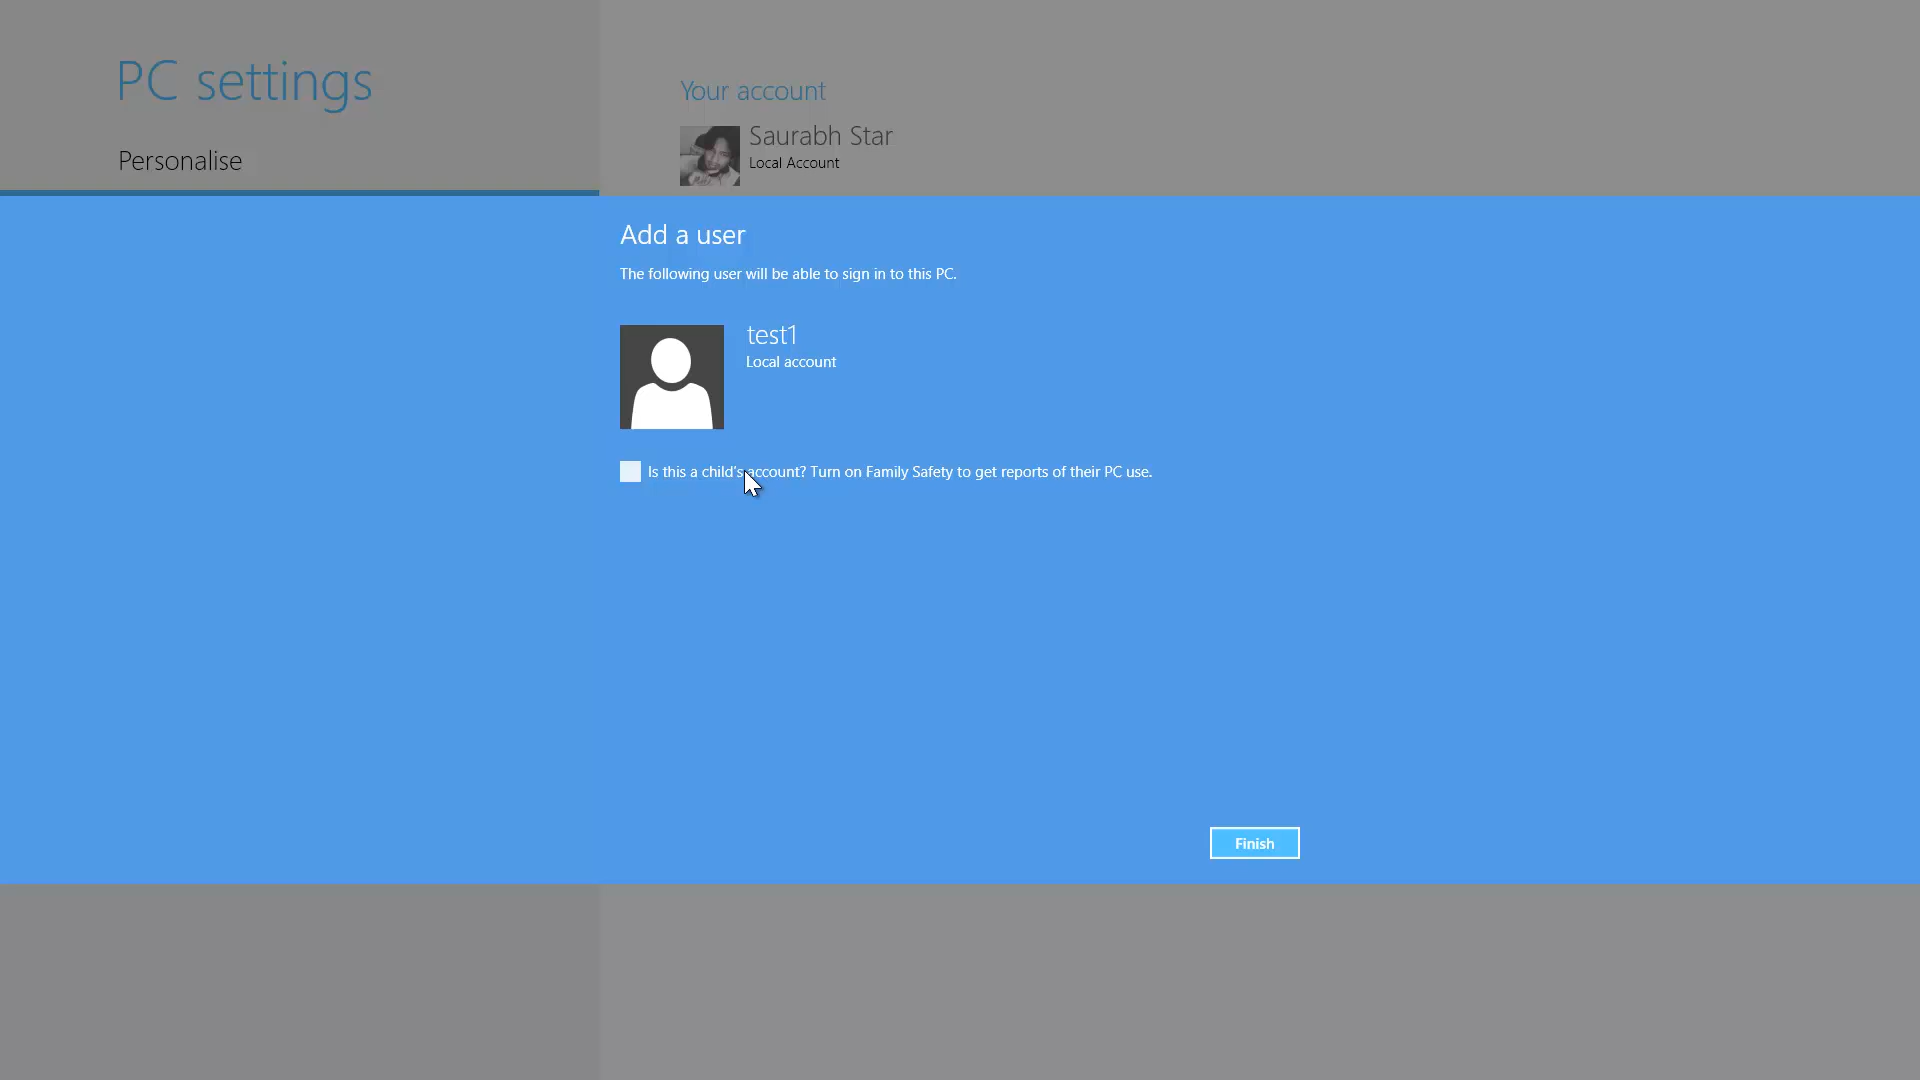 PC settings
Personalise
Your account
Saurabh Star
Local Account
Add a user
The following user will be able to sign in to this PC.
test1
Local account
Is this a child's account? Turn on Family Safety to get reports of their PC use.
Finish